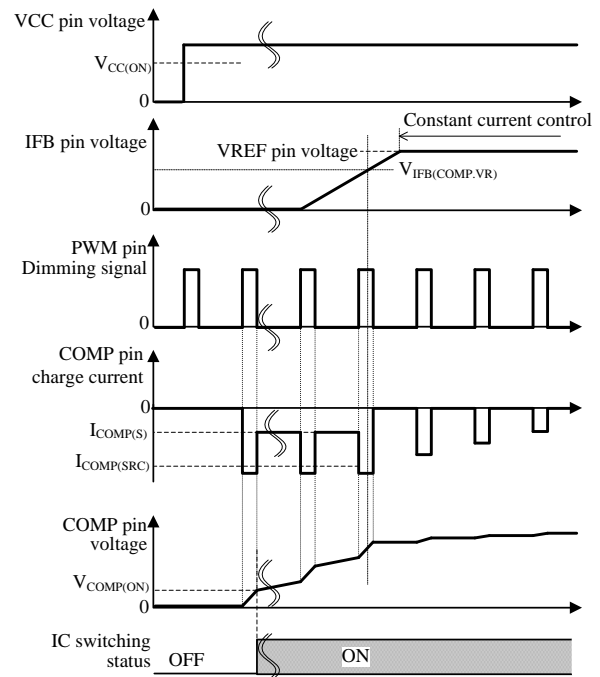 VCC pin voltage
VCC(ON)
0
Constant current control
IFB pin voltage
VREF pin voltage
VIFB(COMP.VR)
0
PWM pin
Dimming signal
0
COMP pin
charge current
0
ICOMP(S)
ICOMP(SRC)
COMP pin
voltage
VCOMP(ON)
0
IC switching
status
OFF
ON